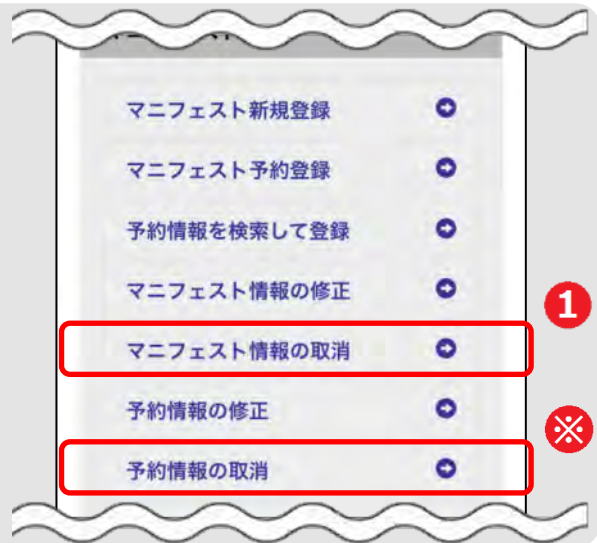 マニフェスト新規登録
マニフェスト予約登録
予約情報を検索して登録
マニフェスト情報の修正
1
マニフェスト情報の取消
予約情報の修正
※
予約情報の取消